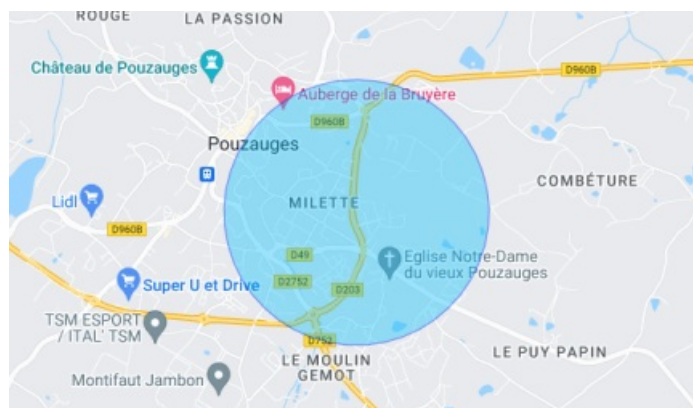 ROUGE
LA PASSION
Château de Pouzauges
D960B
Auberge de la Bruyère
D960B
Pouzauges
COMBÉTURE
Lidl
MILETTE
D960B
D49
Eglise Notre-Dame
du vieux Pouzauges
D2752
Super U et Drive
D203
TSM ESPORT
/ ITAL' TSM
D752
LE PUY PAPIN
LE MOULIN
GEMOT
Montifaut Jambon